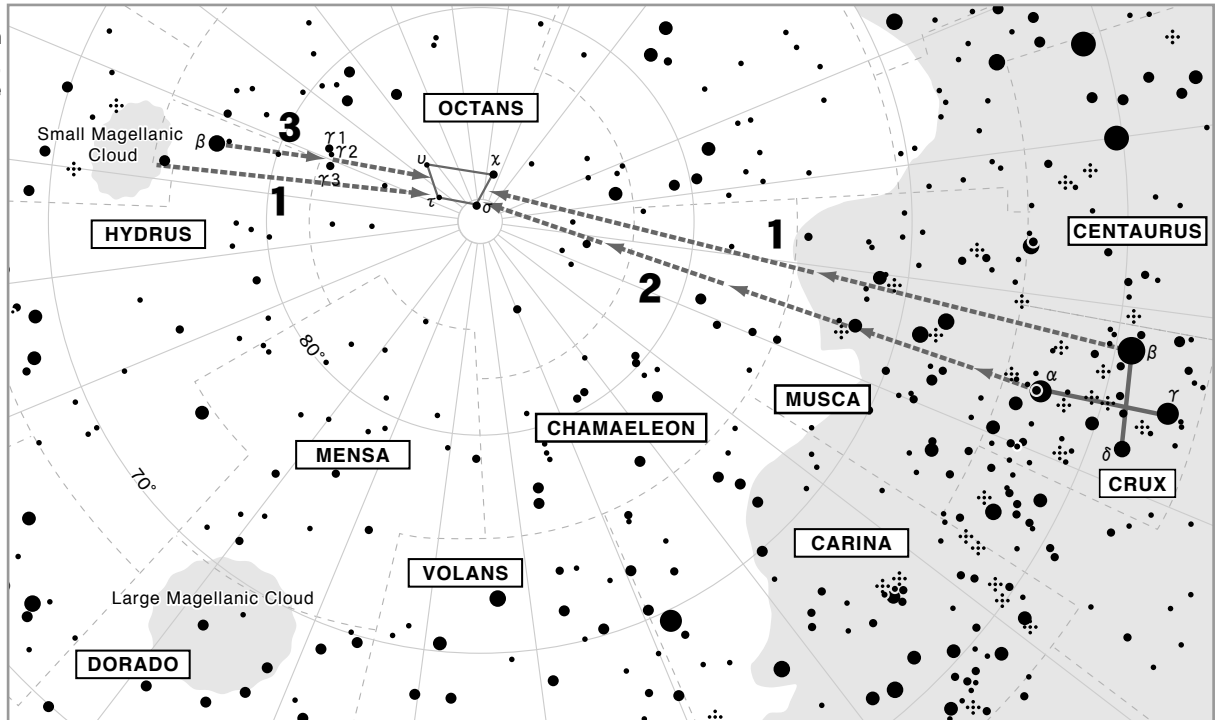 OCTANS
Small Magellanic
Cloud
3
β
γ1
γ2
γ3
υ
χ
τ
σ
1
1
2
HYDRUS
CENTAURUS
80°
β
α
γ
δ
MUSCA
CHAMAELEON
MENSA
70°
CRUX
CARINA
VOLANS
Large Magellanic Cloud
DORADO